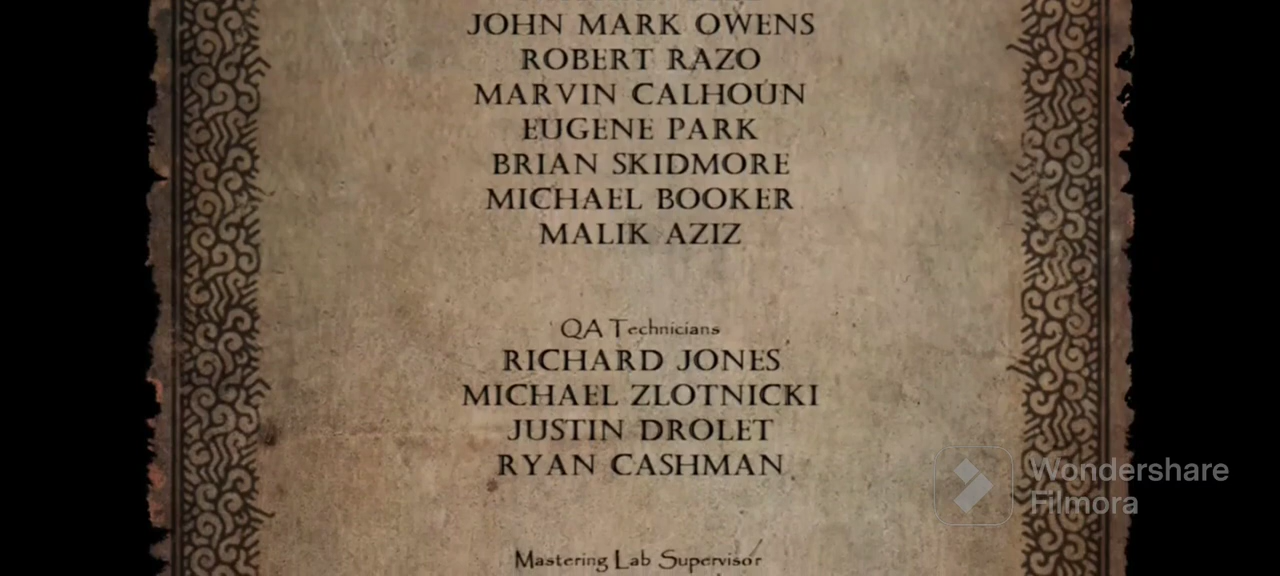 JOHN MARK OWENS
ROBERT RAZO
MARVIN CALHOUN
EUGENE PARK
BRIAN SKIDMORE
MICHAEL BOOKER
MALIK AZIZ
QA Technicians
RICHARD JONES
MICHAEL ZLOTNICKI
JUSTIN DROLET
RYAN CASHMAN
Wondershare
Filmora
Mastering Lab Supervisor